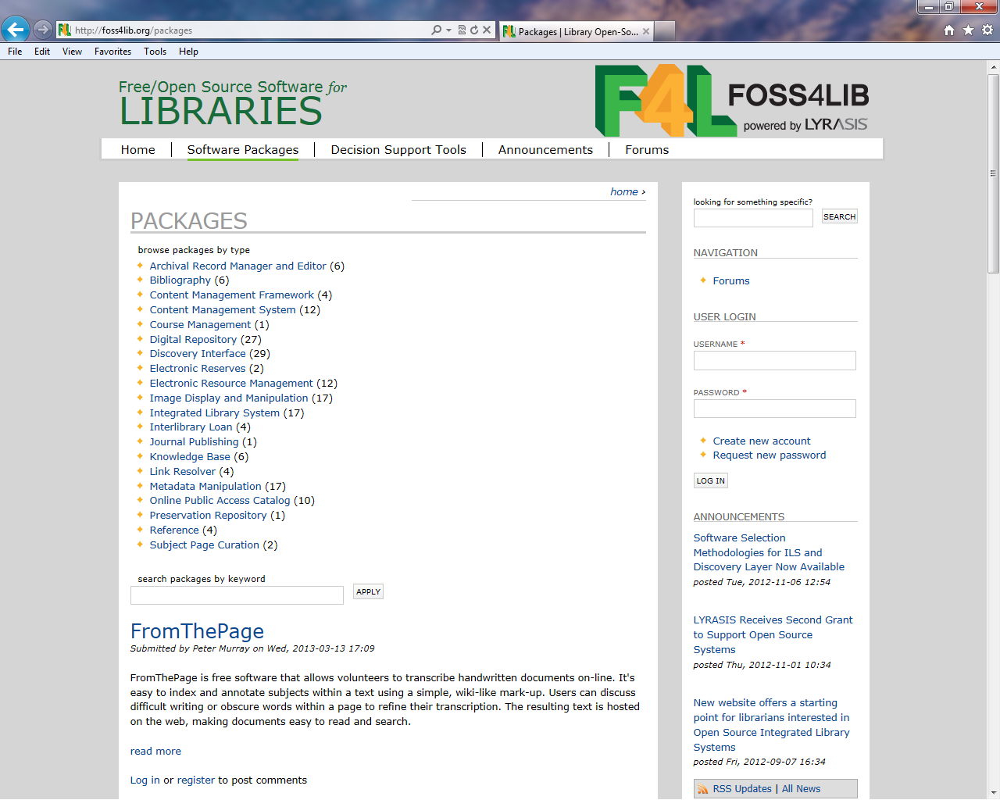 http://foss4lib.org/packages
Packages | Library Open-So...
File Edit View Favorites Tools Help
Free/Open Source Software for
LIBRARIES
F4L FOSS4LIB
powered by LYRASIS
Home | Software Packages | Decision Support Tools | Announcements | Forums
home ›
PACKAGES
browse packages by type
Archival Record Manager and Editor (6)
Bibliography (6)
Content Management Framework (4)
Content Management System (12)
Course Management (1)
Digital Repository (27)
Discovery Interface (29)
Electronic Reserves (2)
Electronic Resource Management (12)
Image Display and Manipulation (17)
Integrated Library System (17)
Interlibrary Loan (4)
Journal Publishing (1)
Knowledge Base (6)
Link Resolver (4)
Metadata Manipulation (17)
Online Public Access Catalog (10)
Preservation Repository (1)
Reference (4)
Subject Page Curation (2)
search packages by keyword
APPLY
FromThePage
Submitted by Peter Murray on Wed, 2013-03-13 17:09
FromThePage is free software that allows volunteers to transcribe handwritten documents on-line. It's
easy to index and annotate subjects within a text using a simple, wiki-like mark-up. Users can discuss
difficult writing or obscure words within a page to refine their transcription. The resulting text is hosted
on the web, making documents easy to read and search.
read more
Log in or register to post comments
looking for something specific?
SEARCH
NAVIGATION
Forums
USER LOGIN
USERNAME *
PASSWORD *
Create new account
Request new password
LOG IN
ANNOUNCEMENTS
Software Selection
Methodologies for ILS and
Discovery Layer Now Available
posted Tue, 2012-11-06 12:54
LYRASIS Receives Second Grant
to Support Open Source
Systems
posted Thu, 2012-11-01 10:34
New website offers a starting
point for librarians interested in
Open Source Integrated Library
Systems
posted Fri, 2012-09-07 16:34
RSS Updates | All News